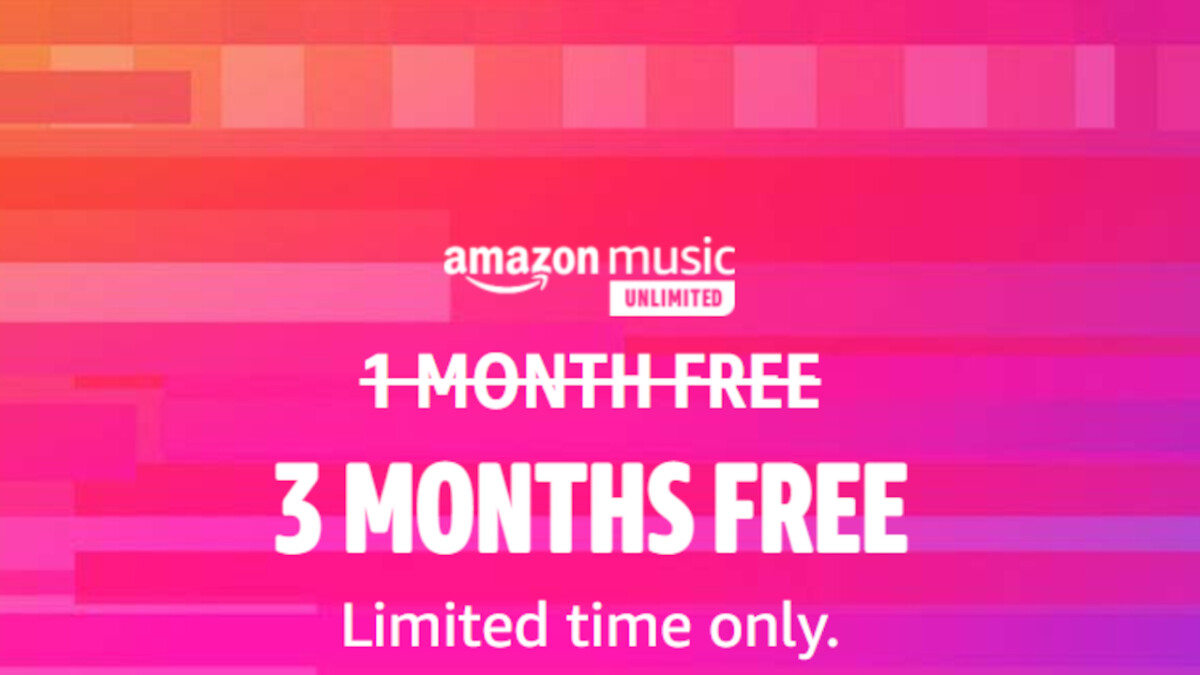 amazon music
UNLIMITED
1 MONTH FREE
3 MONTHS FREE
Limited time only.